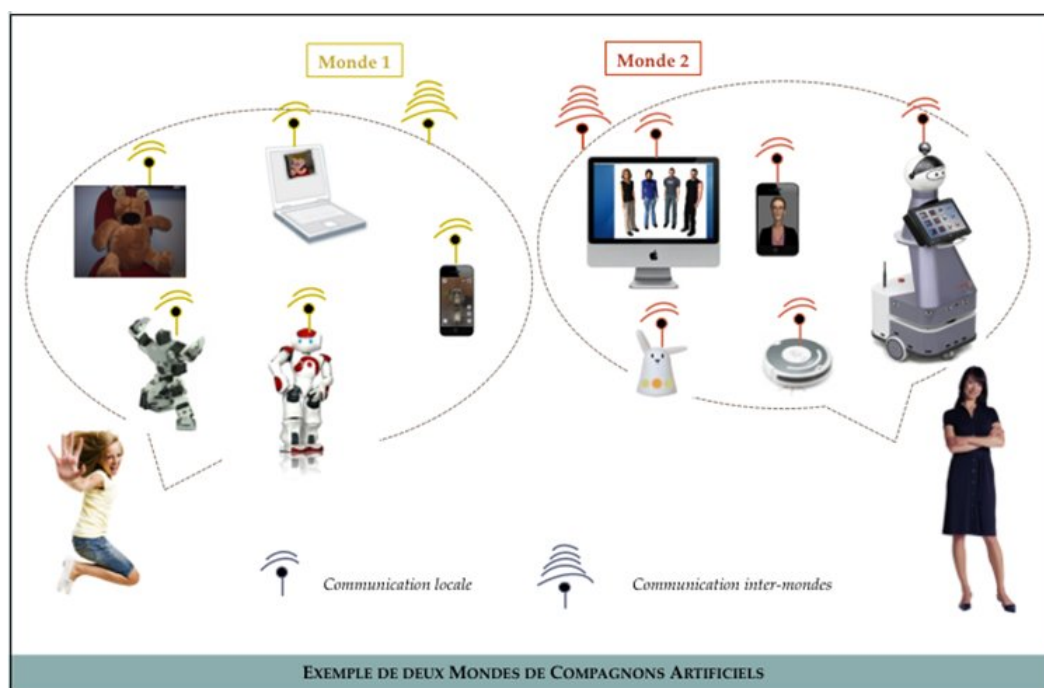 Monde 1
Monde 2
Communication locale
Communication inter-mondes
EXEMPLE DE DEUX MONDES DE COMPAGNONS ARTIFICIELS